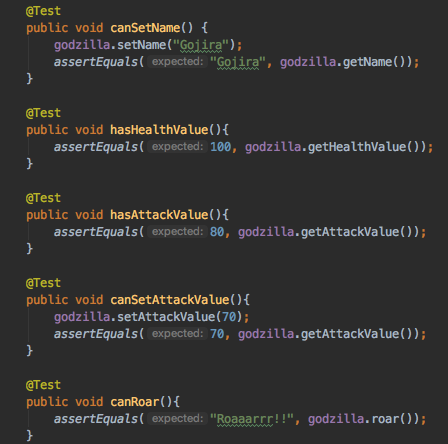 @Test
public void canSetName() {
godzilla.setName("Gojira");
assertEquals( expected: "Gojira", godzilla.getName());
}
@Test
public void hasHealthValue(){
assertEquals( expected: 100, godzilla.getHealthValue());
}
@Test
public void hasAttackValue(){
assertEquals( expected: 80, godzilla.getAttackValue());
}
@Test
public void canSetAttackValue(){
godzilla.setAttackValue(70);
assertEquals( expected: 70, godzilla.getAttackValue());
}
@Test
public void canRoar(){
assertEquals( expected: "Roaaarrr!!", godzilla.roar());
}